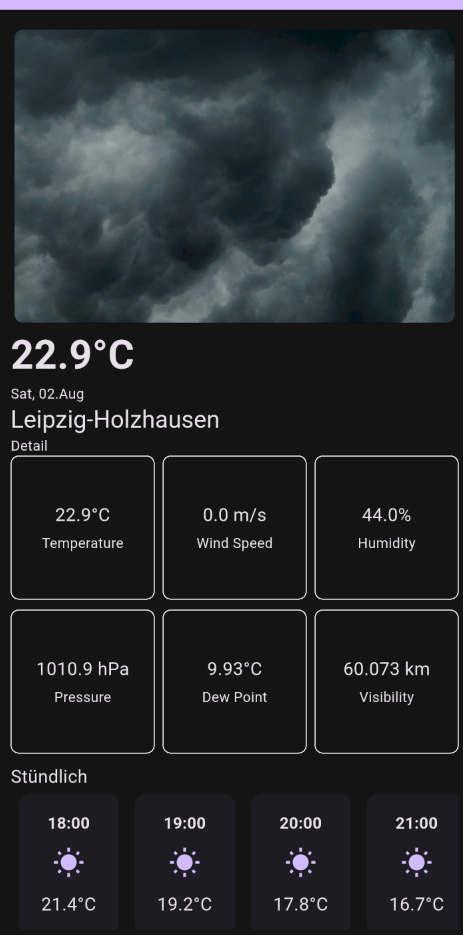 22.9°C
Sat, 02.Aug
Leipzig-Holzhausen
Detail
22.9°C 0.0 m/s 44.0%
Temperature Wind Speed Humidity
1010.9 hPa 9.93°C 60.073 km
Pressure Dew Point Visibility
Stündlich
18:00 19:00 20:00 21:00
21.4°C 19.2°C 17.8°C 16.7°C